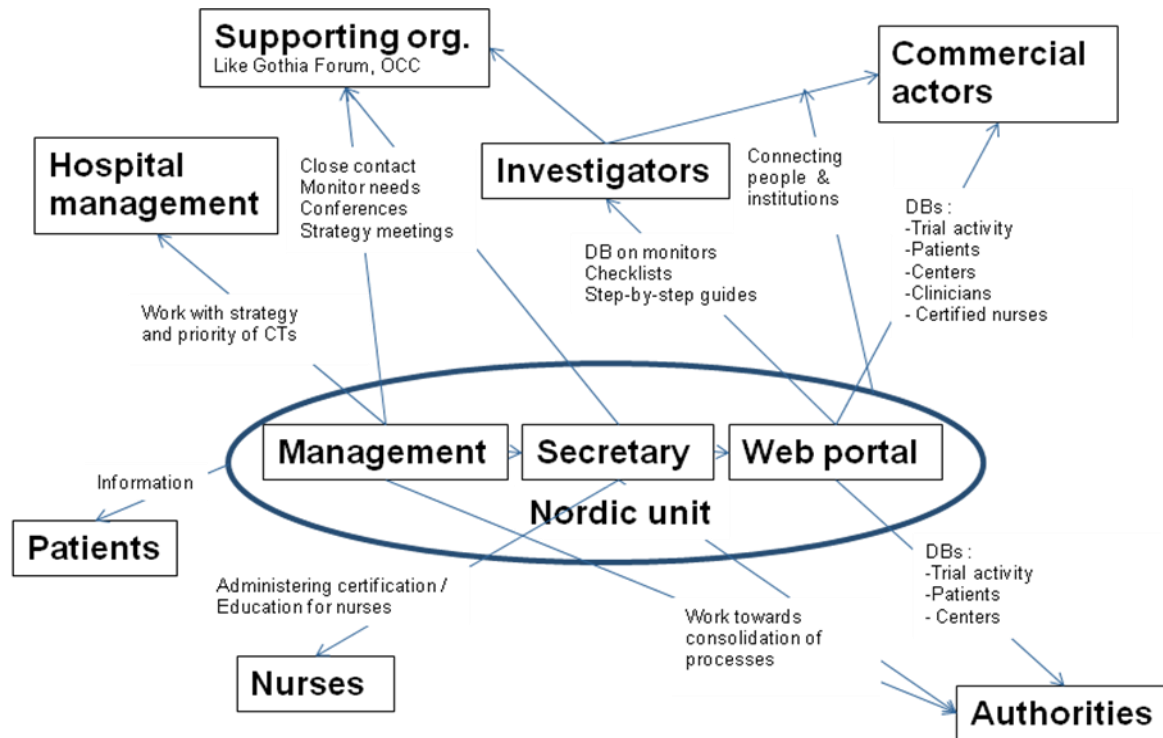 Supporting org.
Like Gothia Forum, OCC
Commercial
actors
Hospital
management
Close contact
Monitor needs
Conferences
Strategy meetings
Investigators
Connecting
people &
institutions
DB on monitors
Checklists
Step-by-step guides
DBs :
-Trial activity
-Patients
-Centers
-Clinicians
- Certified nurses
Work with strategy
and priority of CTs
Management
Secretary
Web portal
Nordic unit
Information
Patients
Administering certification /
Education for nurses
Nurses
Work towards
consolidation of
processes
DBs :
-Trial activity
-Patients
- Centers
Authorities